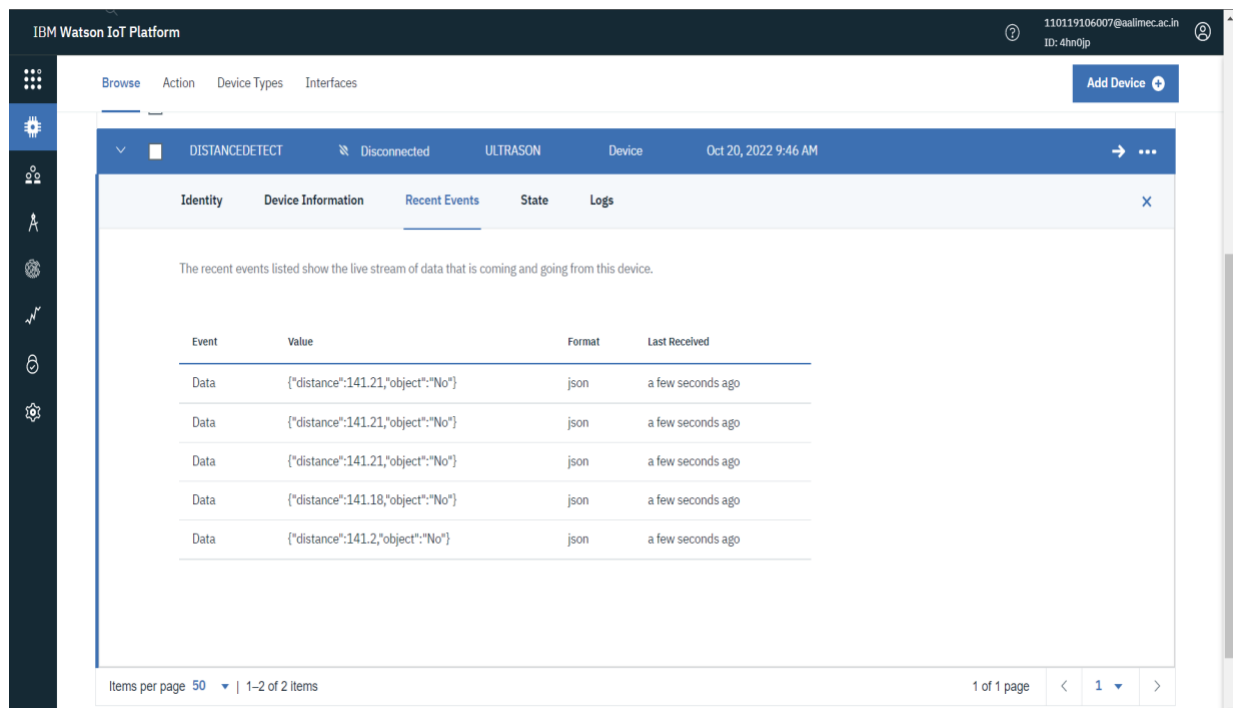 IBM Watson IoT Platform
110119106007@aalimec.ac.in
ID: 4hn0jp
Browse Action Device Types Interfaces
Add Device
DISTANCEDETECT Disconnected ULTRASON Device Oct 20, 2022 9:46 AM
Identity Device Information Recent Events State Logs
The recent events listed show the live stream of data that is coming and going from this device.
Event Value Format Last Received
Data {"distance":141.21,"object":"No"} json a few seconds ago
Data {"distance":141.21,"object":"No"} json a few seconds ago
Data {"distance":141.21,"object":"No"} json a few seconds ago
Data {"distance":141.18,"object":"No"} json a few seconds ago
Data {"distance":141.2,"object":"No"} json a few seconds ago
Items per page 50 | 1–2 of 2 items 1 of 1 page 1